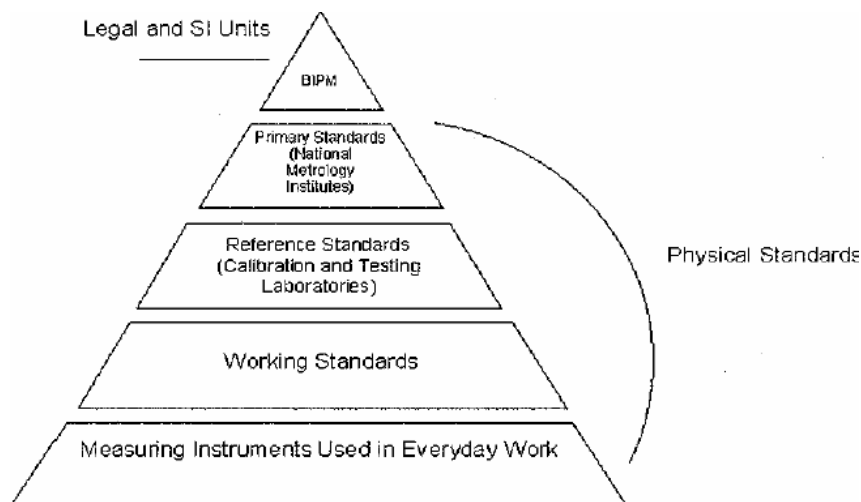 Legal and SI Units
BIPM
Primary Standards
(National
Metrology
Institutes)
Reference Standards
(Calibration and Testing
Laboratories)
Physical Standards
Working Standards
Measuring Instruments Used in Everyday Work